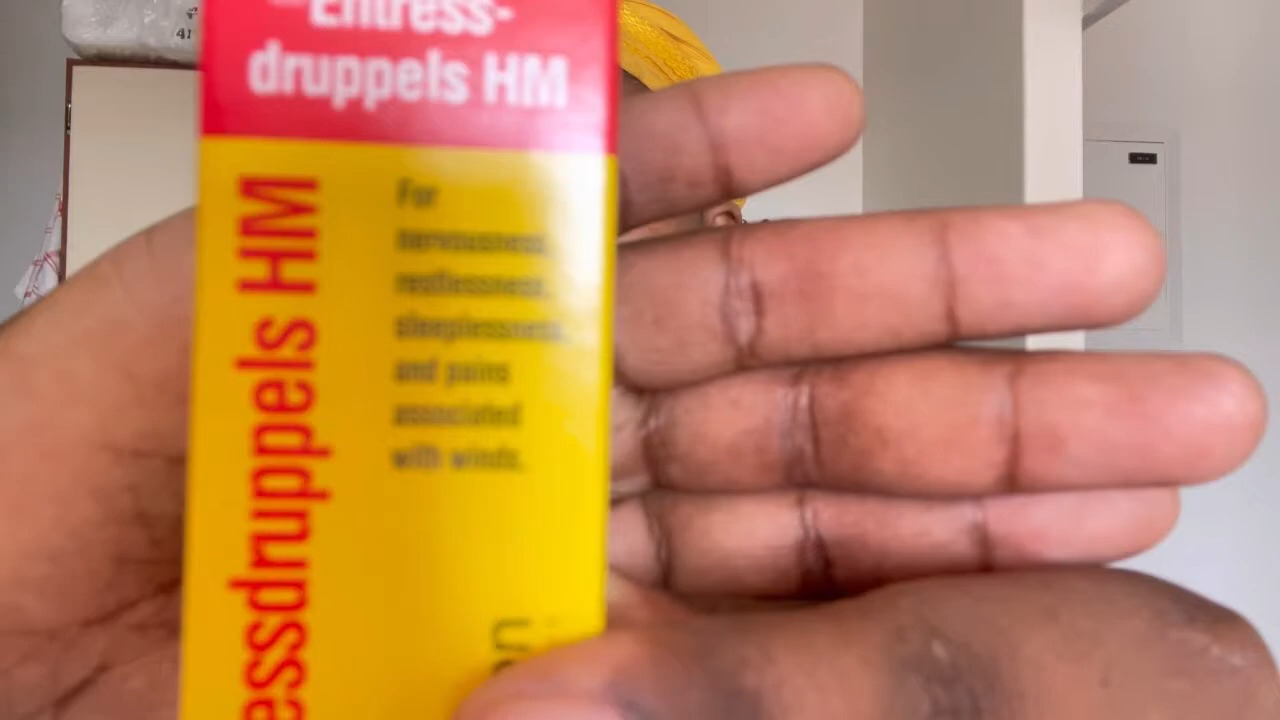 Entress-
druppels HM
essdruppels HM
For
nervousness,
restlessness,
sleeplessness,
and pains
associated
with winds.